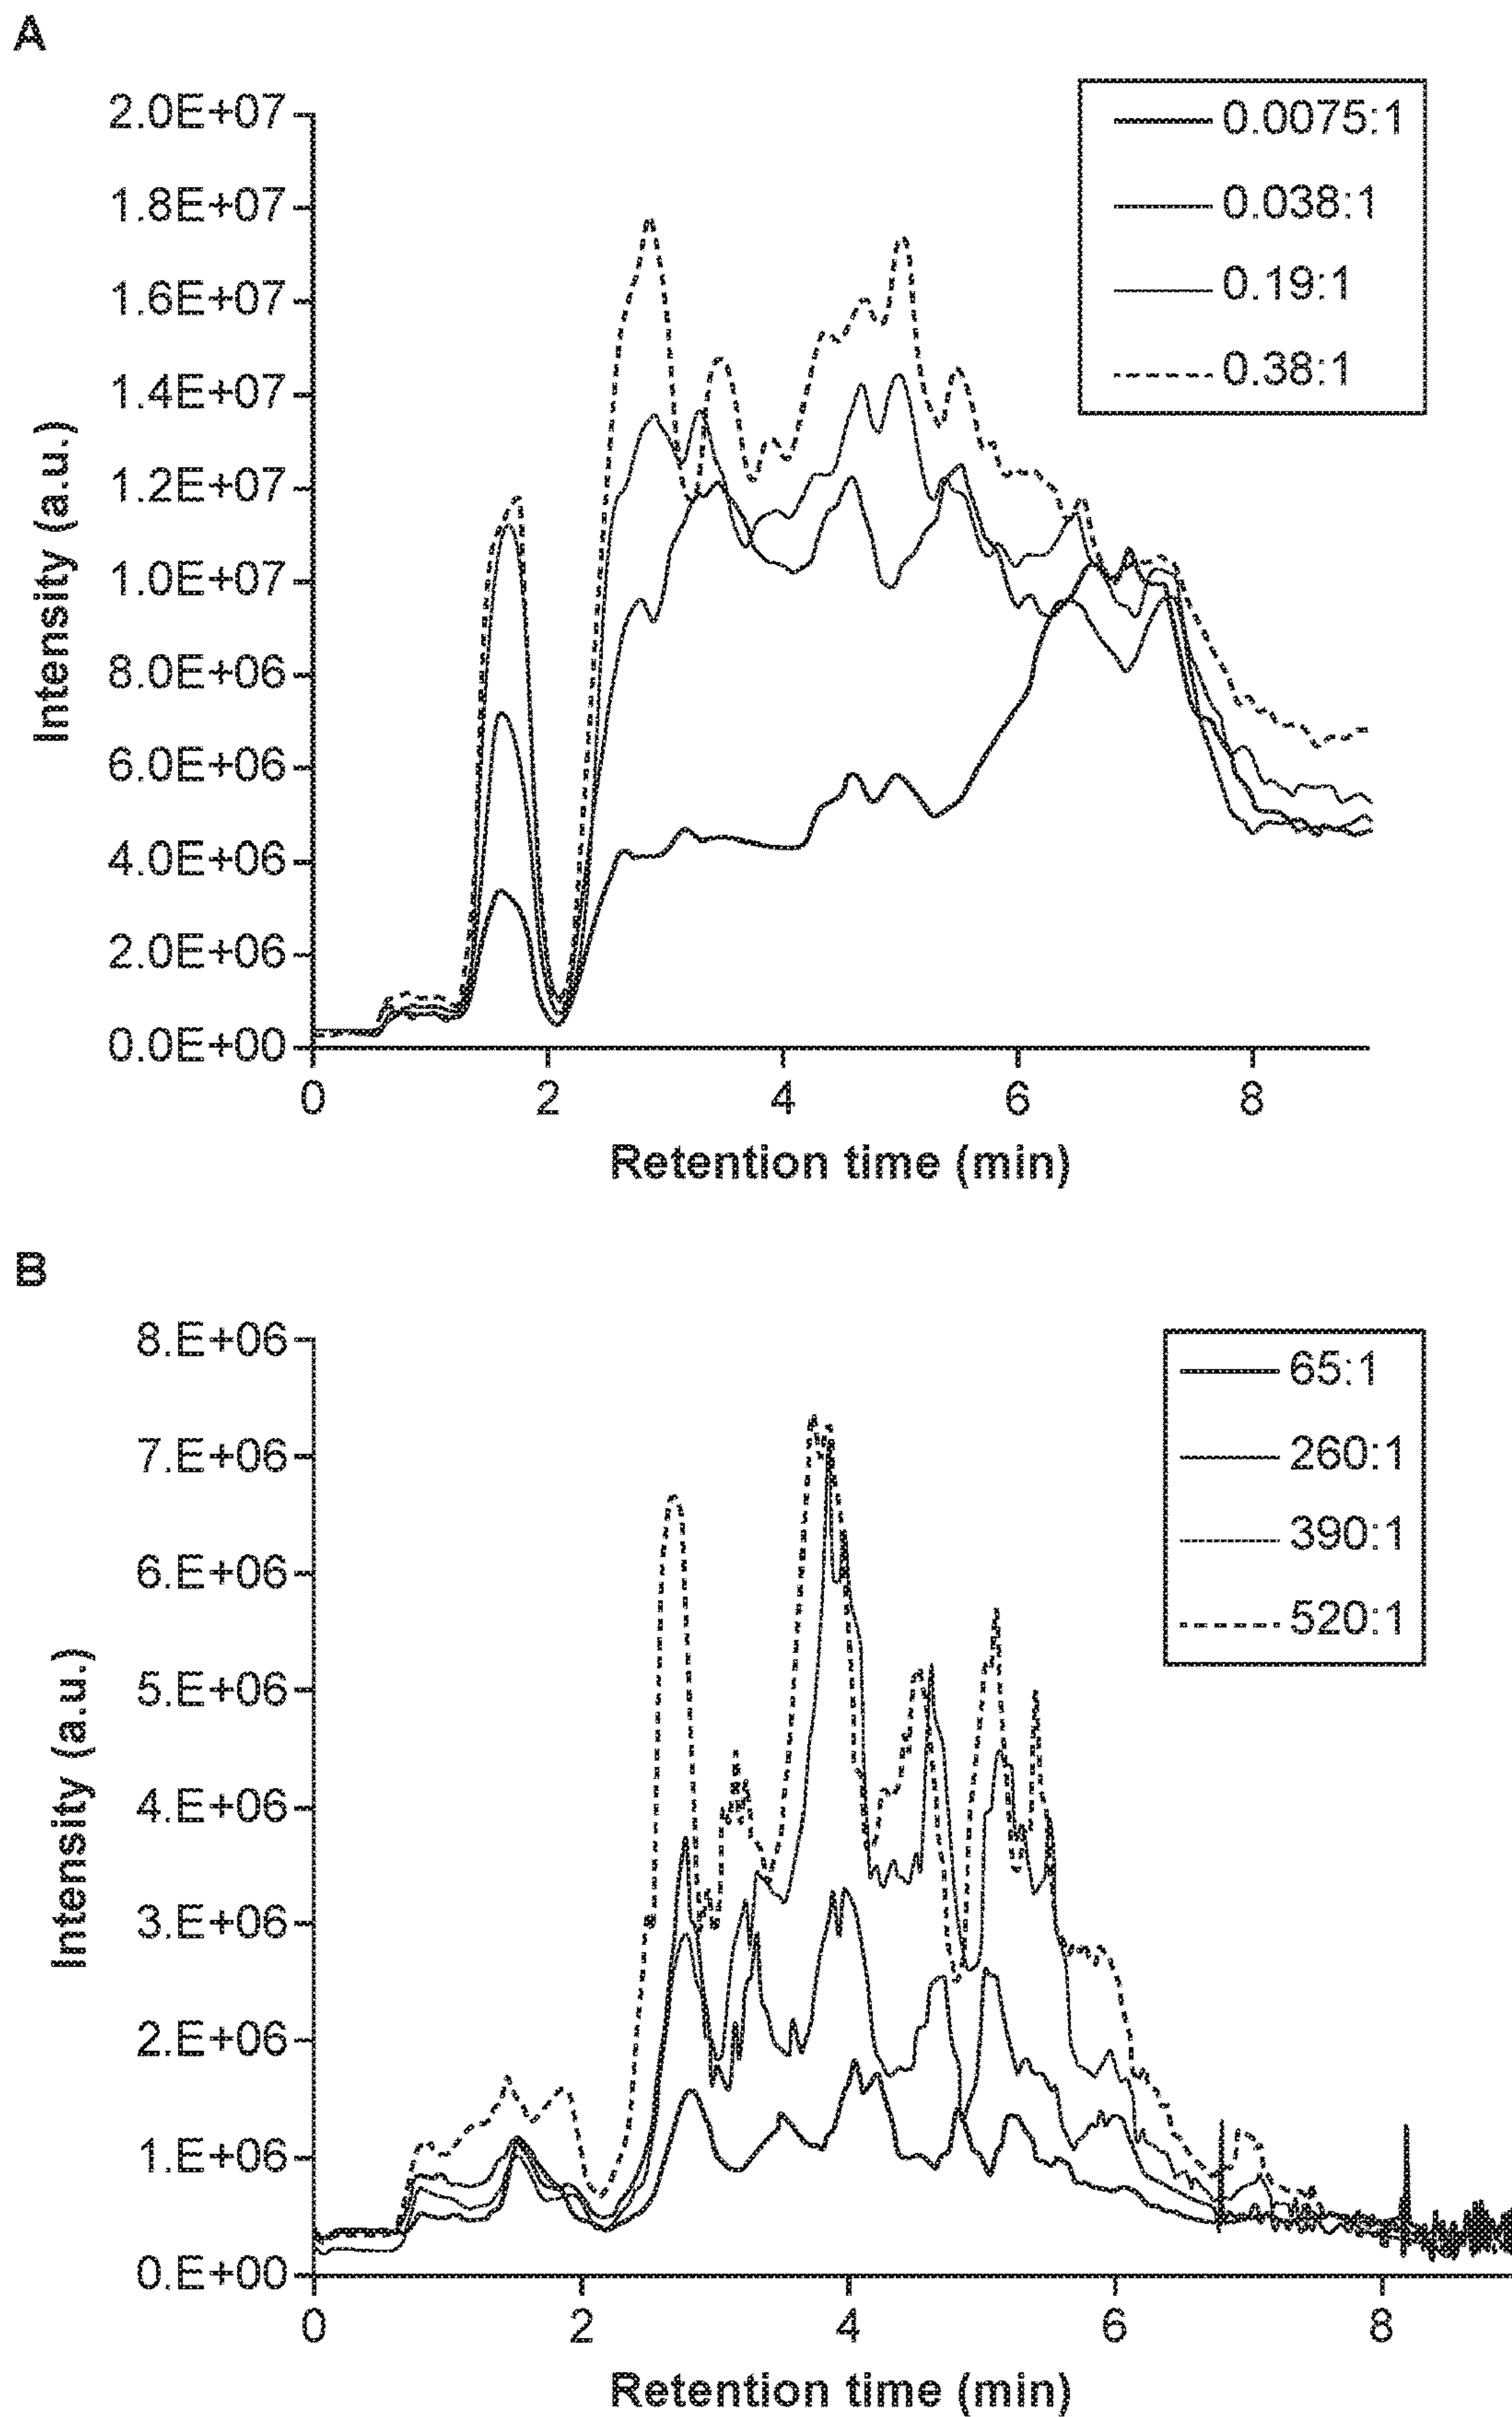 A
2.0E+07
1.8E+07
1.6E+07
1.4E+07
1.2E+07
1.0E+07
8.0E+06
6.0E+06
4.0E+06
2.0E+06
0.0E+00
Intensity (a.u.)
0.0075:1
0.038:1
0.19:1
0.38:1
0 2 4 6 8
Retention time (min)
B
8.E+06
7.E+06
6.E+06
5.E+06
4.E+06
3.E+06
2.E+06
1.E+06
0.E+00
Intensity (a.u.)
65:1
260:1
390:1
520:1
0 2 4 6 8
Retention time (min)